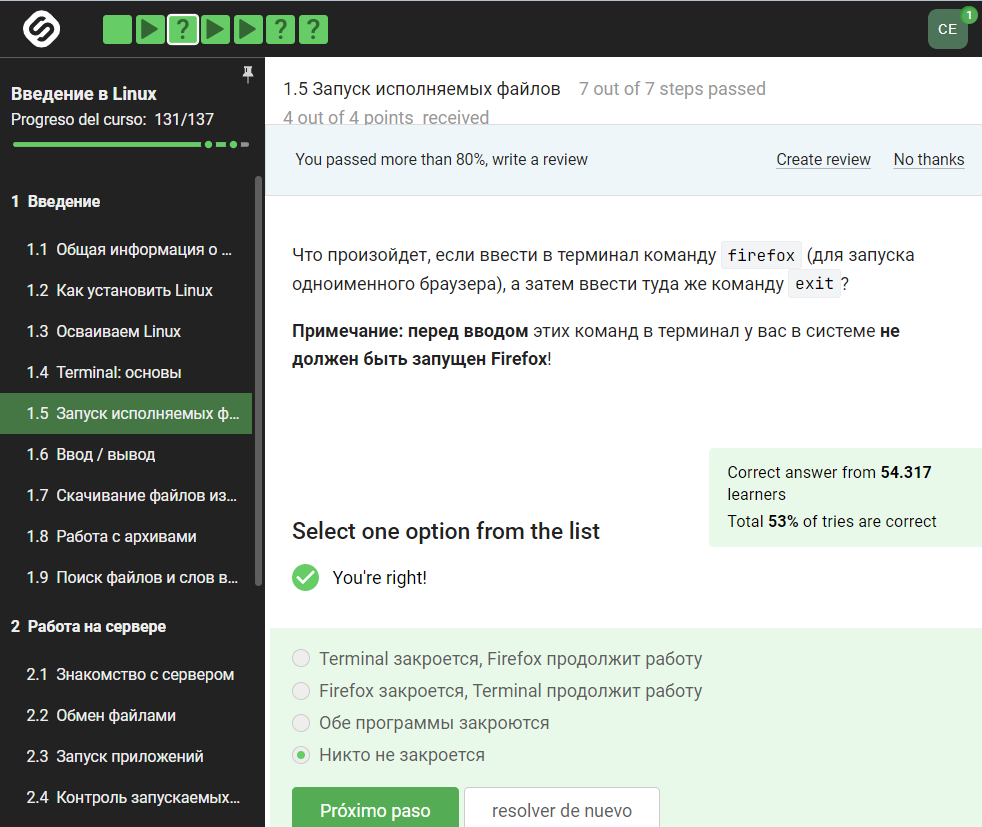 ? ? ?
CE 1
Введение в Linux
Progreso del curso: 131/137
1 Введение
1.1 Общая информация о ...
1.2 Как установить Linux
1.3 Осваиваем Linux
1.4 Terminal: основы
1.5 Запуск исполняемых ф...
1.6 Ввод / вывод
1.7 Скачивание файлов из...
1.8 Работа с архивами
1.9 Поиск файлов и слов в...
2 Работа на сервере
2.1 Знакомство с сервером
2.2 Обмен файлами
2.3 Запуск приложений
2.4 Контроль запускаемых...
1.5 Запуск исполняемых файлов 7 out of 7 steps passed
4 out of 4 points received
You passed more than 80%, write a review Create review No thanks
Что произойдет, если ввести в терминал команду firefox (для запуска
одноименного браузера), а затем ввести туда же команду exit ?
Примечание: перед вводом этих команд в терминал у вас в системе не
должен быть запущен Firefox!
Correct answer from 54.317
learners
Total 53% of tries are correct
Select one option from the list
You're right!
Terminal закроется, Firefox продолжит работу
Firefox закроется, Terminal продолжит работу
Обе программы закроются
Никто не закроется
Próximo paso resolver de nuevo